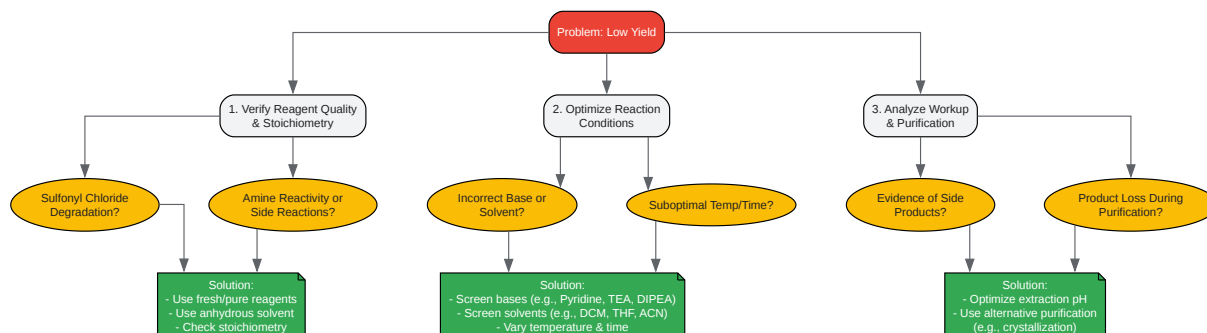 Problem: Low Yield
1. Verify Reagent Quality
& Stoichiometry
2. Optimize Reaction
Conditions
3. Analyze Workup
& Purification
Sulfonyl Chloride
Degradation?
Amine Reactivity or
Side Reactions?
Incorrect Base or
Solvent?
Suboptimal Temp/Time?
Evidence of Side
Products?
Product Loss During
Purification?
Solution:
- Use fresh/pure reagents
- Use anhydrous solvent
- Check stoichiometry
Solution:
- Screen bases (e.g., Pyridine, TEA, DIPEA)
- Screen solvents (e.g., DCM, THF, ACN)
- Vary temperature & time
Solution:
- Optimize extraction pH
- Use alternative purification
(e.g., crystallization)